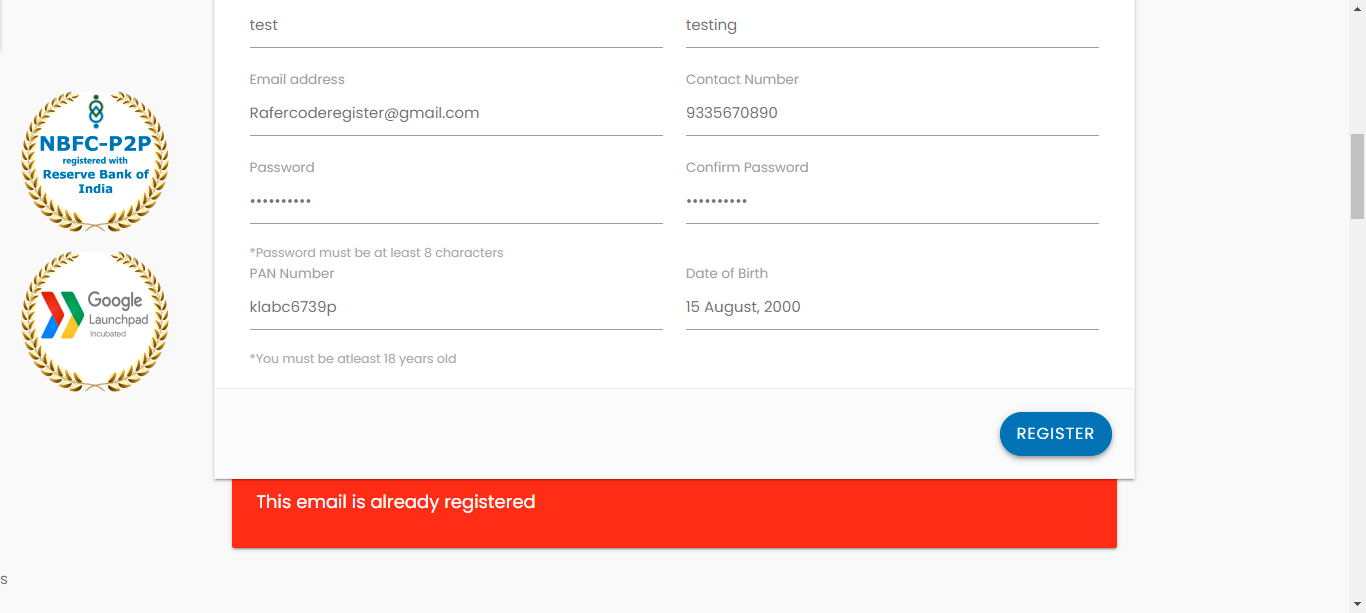 test
testing
Email address
Contact Number
Rafercoderegister@gmail.com
9335670890
Password
Confirm Password
••••••••••
••••••••••
*Password must be at least 8 characters
PAN Number
Date of Birth
klabc6739p
15 August, 2000
*You must be atleast 18 years old
REGISTER
This email is already registered
NBFC-P2P
registered with
Reserve Bank of
India
Google
Launchpad
Incubated
s